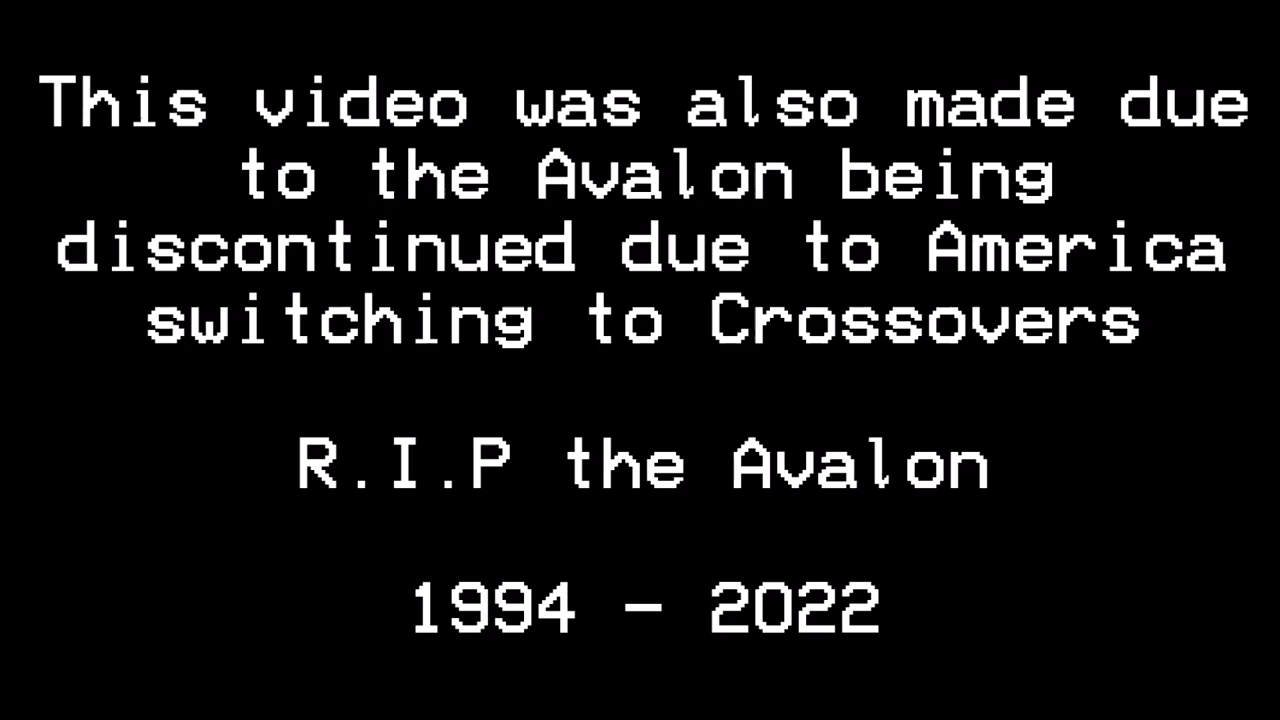 This video was also made due
to the Avalon being
discontinued due to America
switching to Crossovers
R.I.P the Avalon
1994 - 2022